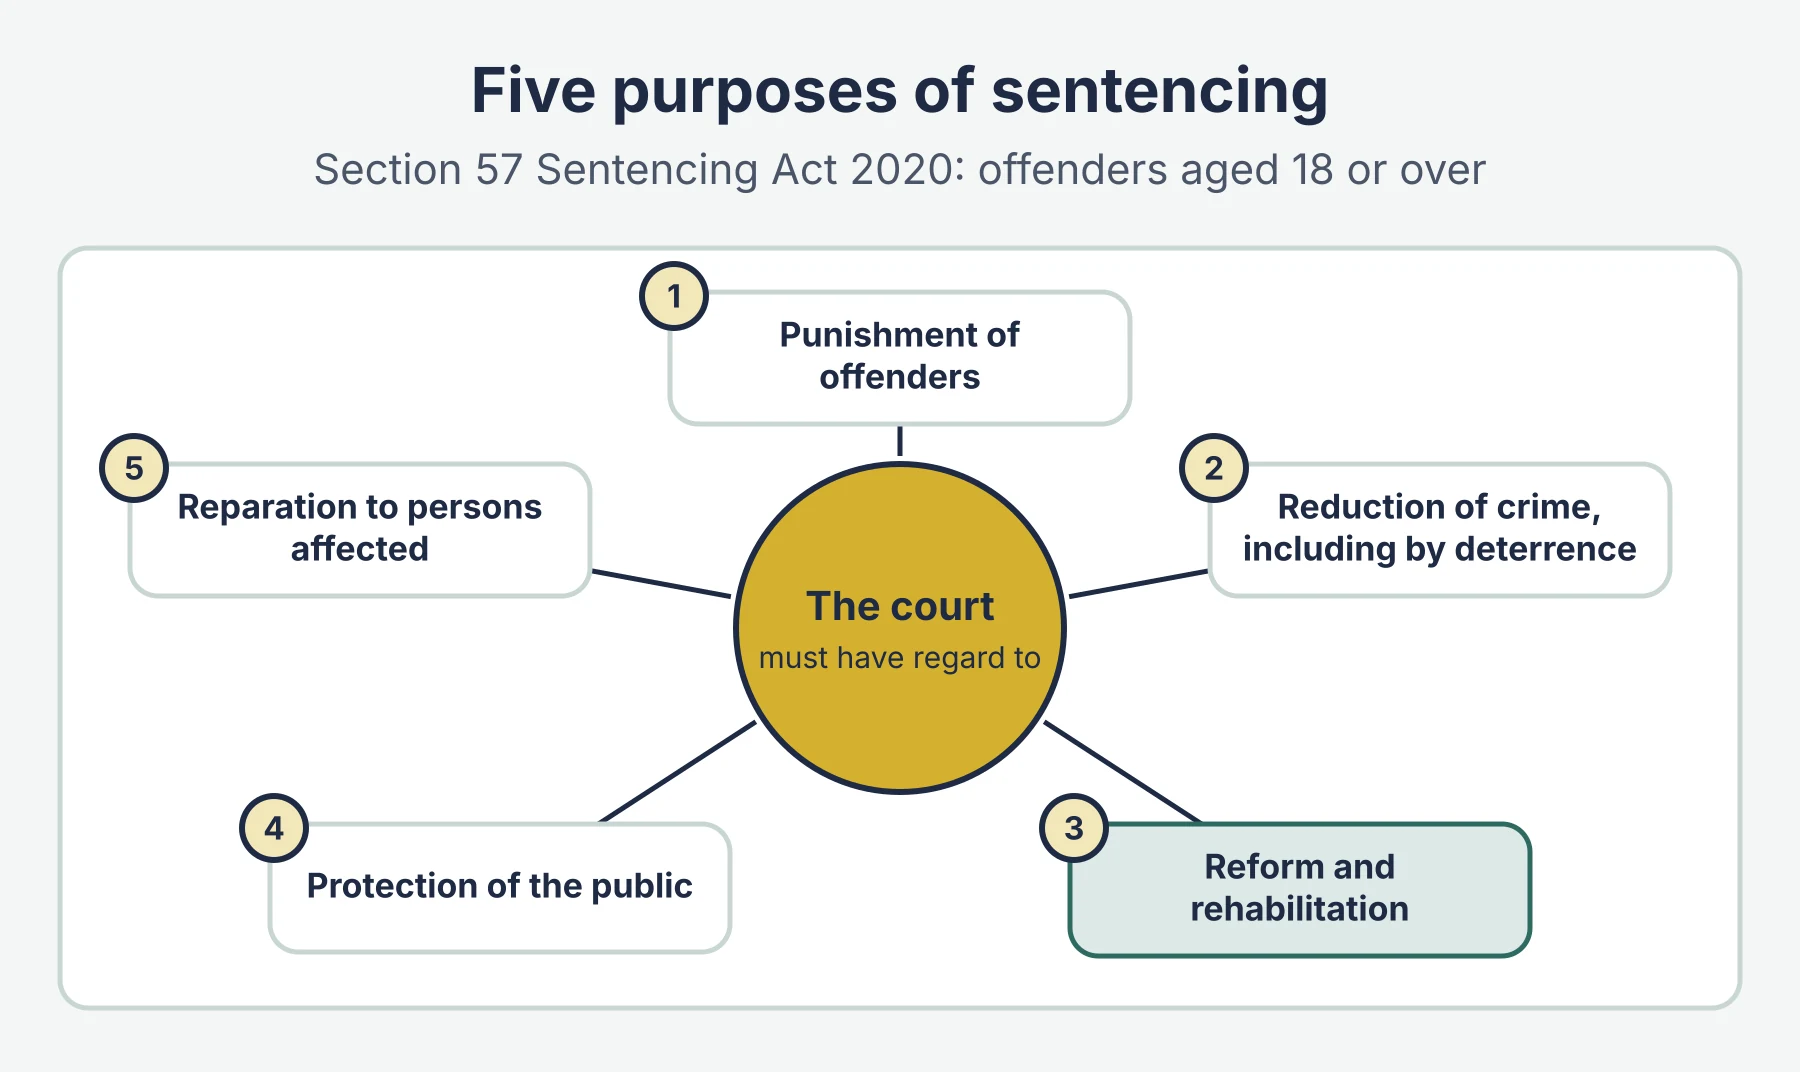 Five purposes of sentencing
Section 57 Sentencing Act 2020: offenders aged 18 or over
1
Punishment of
offenders
2
Reduction of crime,
including by deterrence
3
Reform and
rehabilitation
4
Protection of the public
5
Reparation to persons
affected
The court
must have regard to